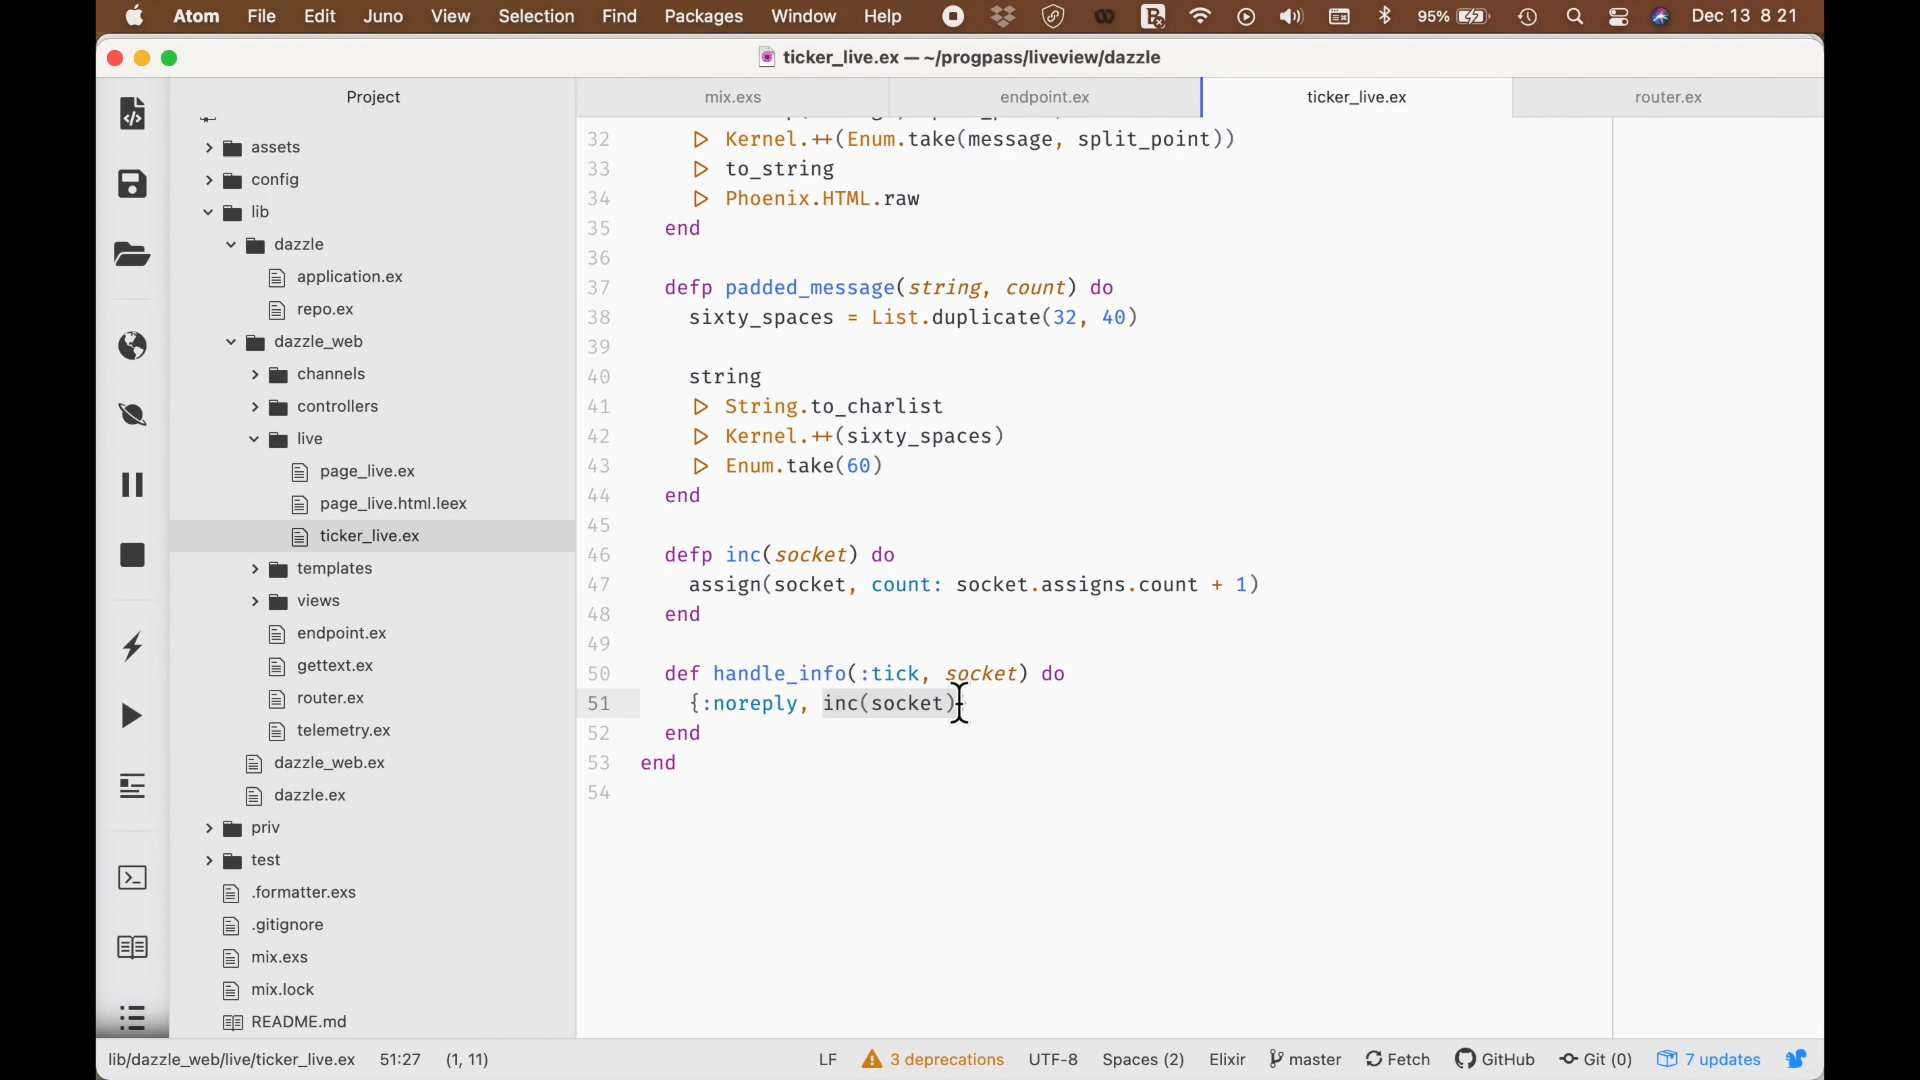 Atom File Edit Juno View Selection Find Packages Window Help 95% Dec 13 8 21
ticker_live.ex — ~/progpass/liveview/dazzle
Project
assets
config
lib
dazzle
application.ex
repo.ex
dazzle_web
channels
controllers
live
page_live.ex
page_live.html.leex
ticker_live.ex
templates
views
endpoint.ex
gettext.ex
router.ex
telemetry.ex
dazzle_web.ex
dazzle.ex
priv
test
.formatter.exs
.gitignore
mix.exs
mix.lock
README.md
mix.exs endpoint.ex ticker_live.ex router.ex
32 ▷ Kernel.++(Enum.take(message, split_point))
33 ▷ to_string
34 ▷ Phoenix.HTML.raw
35 end
36
37 defp padded_message(string, count) do
38 sixty_spaces = List.duplicate(32, 40)
39
40 string
41 ▷ String.to_charlist
42 ▷ Kernel.++(sixty_spaces)
43 ▷ Enum.take(60)
44 end
45
46 defp inc(socket) do
47 assign(socket, count: socket.assigns.count + 1)
48 end
49
50 def handle_info(:tick, socket) do
51 {:noreply, inc(socket)
52 end
53 end
54
lib/dazzle_web/live/ticker_live.ex 51:27 (1, 11) LF 3 deprecations UTF-8 Spaces (2) Elixir master Fetch GitHub Git (0) 7 updates